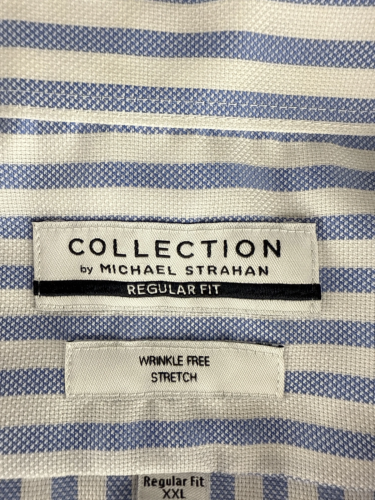 COLLECTION
by MICHAEL STRAHAN
REGULAR FIT
WRINKLE FREE
STRETCH
Regular Fit
XXL